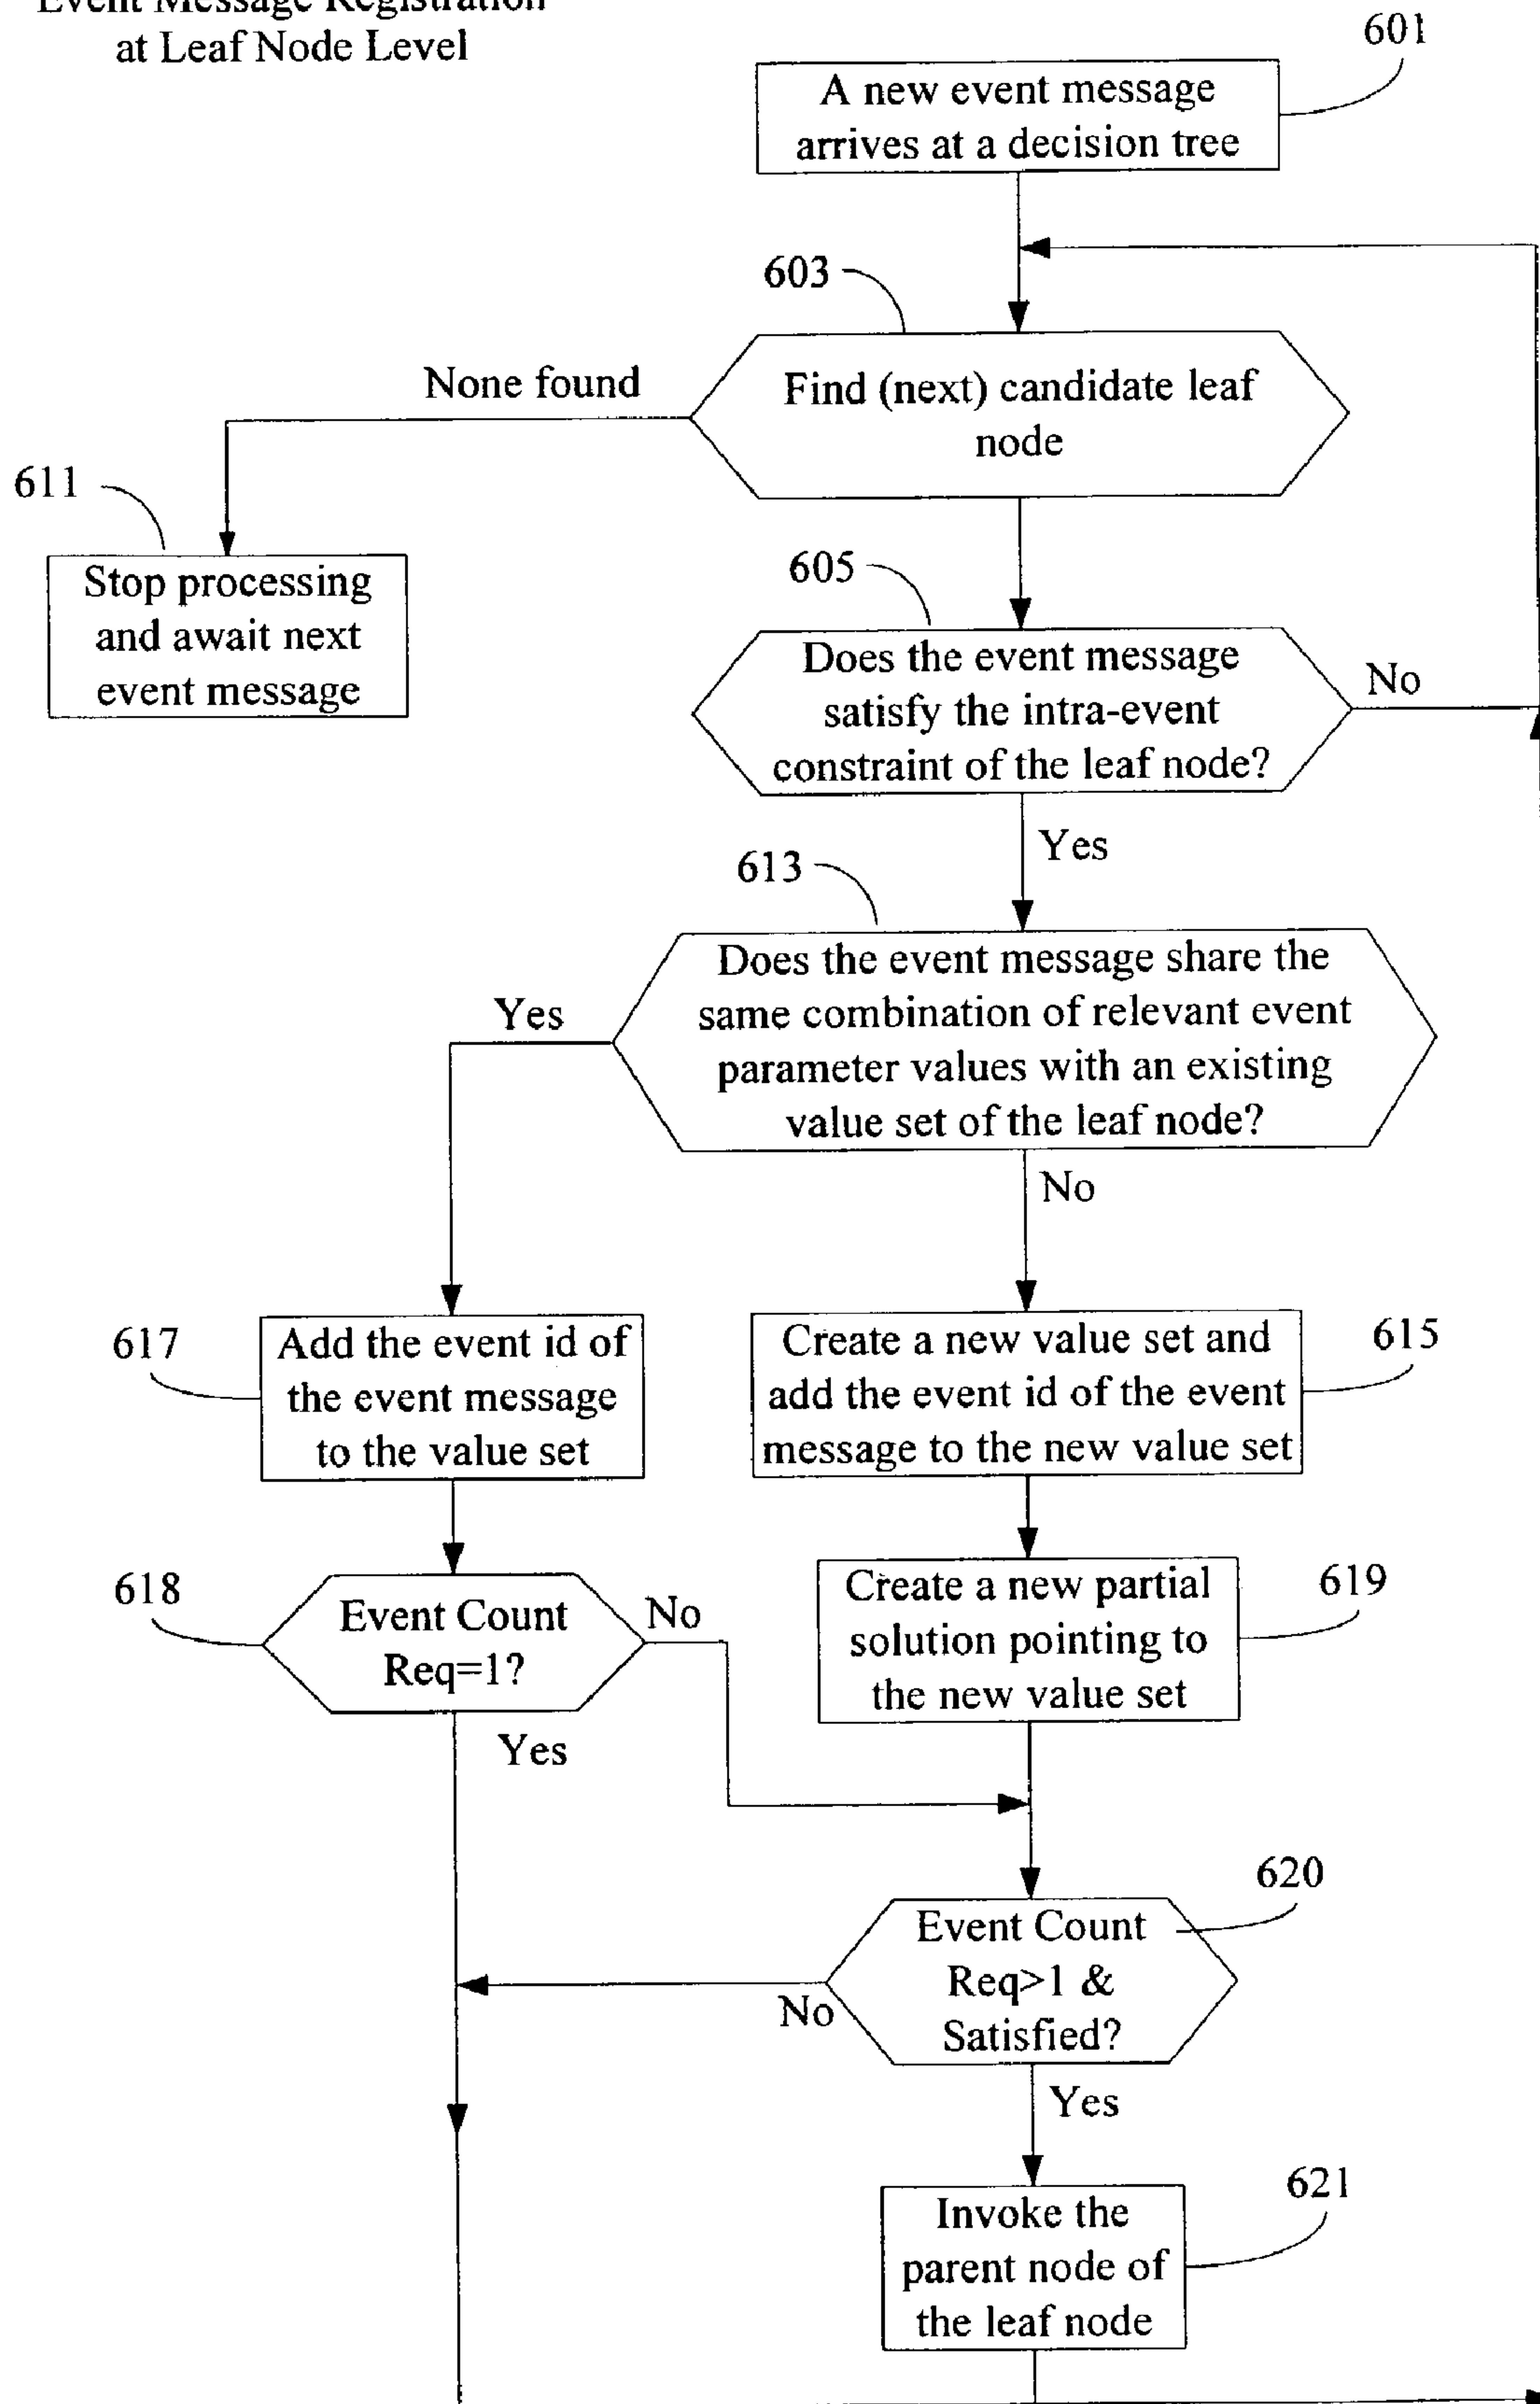 Event Message Registration
at Leaf Node Level
601
A new event message
arrives at a decision tree
603
None found
Find (next) candidate leaf
node
611
Stop processing
and await next
event message
605
Does the event message
satisfy the intra-event
constraint of the leaf node?
No
Yes
613
Does the event message share the
same combination of relevant event
parameter values with an existing
value set of the leaf node?
Yes
No
617
Add the event id of
the event message
to the value set
Create a new value set and
add the event id of the event
message to the new value set
615
618
Event Count
Req=1?
No
Yes
Create a new partial
solution pointing to
the new value set
619
620
Event Count
Req>1 &
Satisfied?
No
Yes
621
Invoke the
parent node of
the leaf node